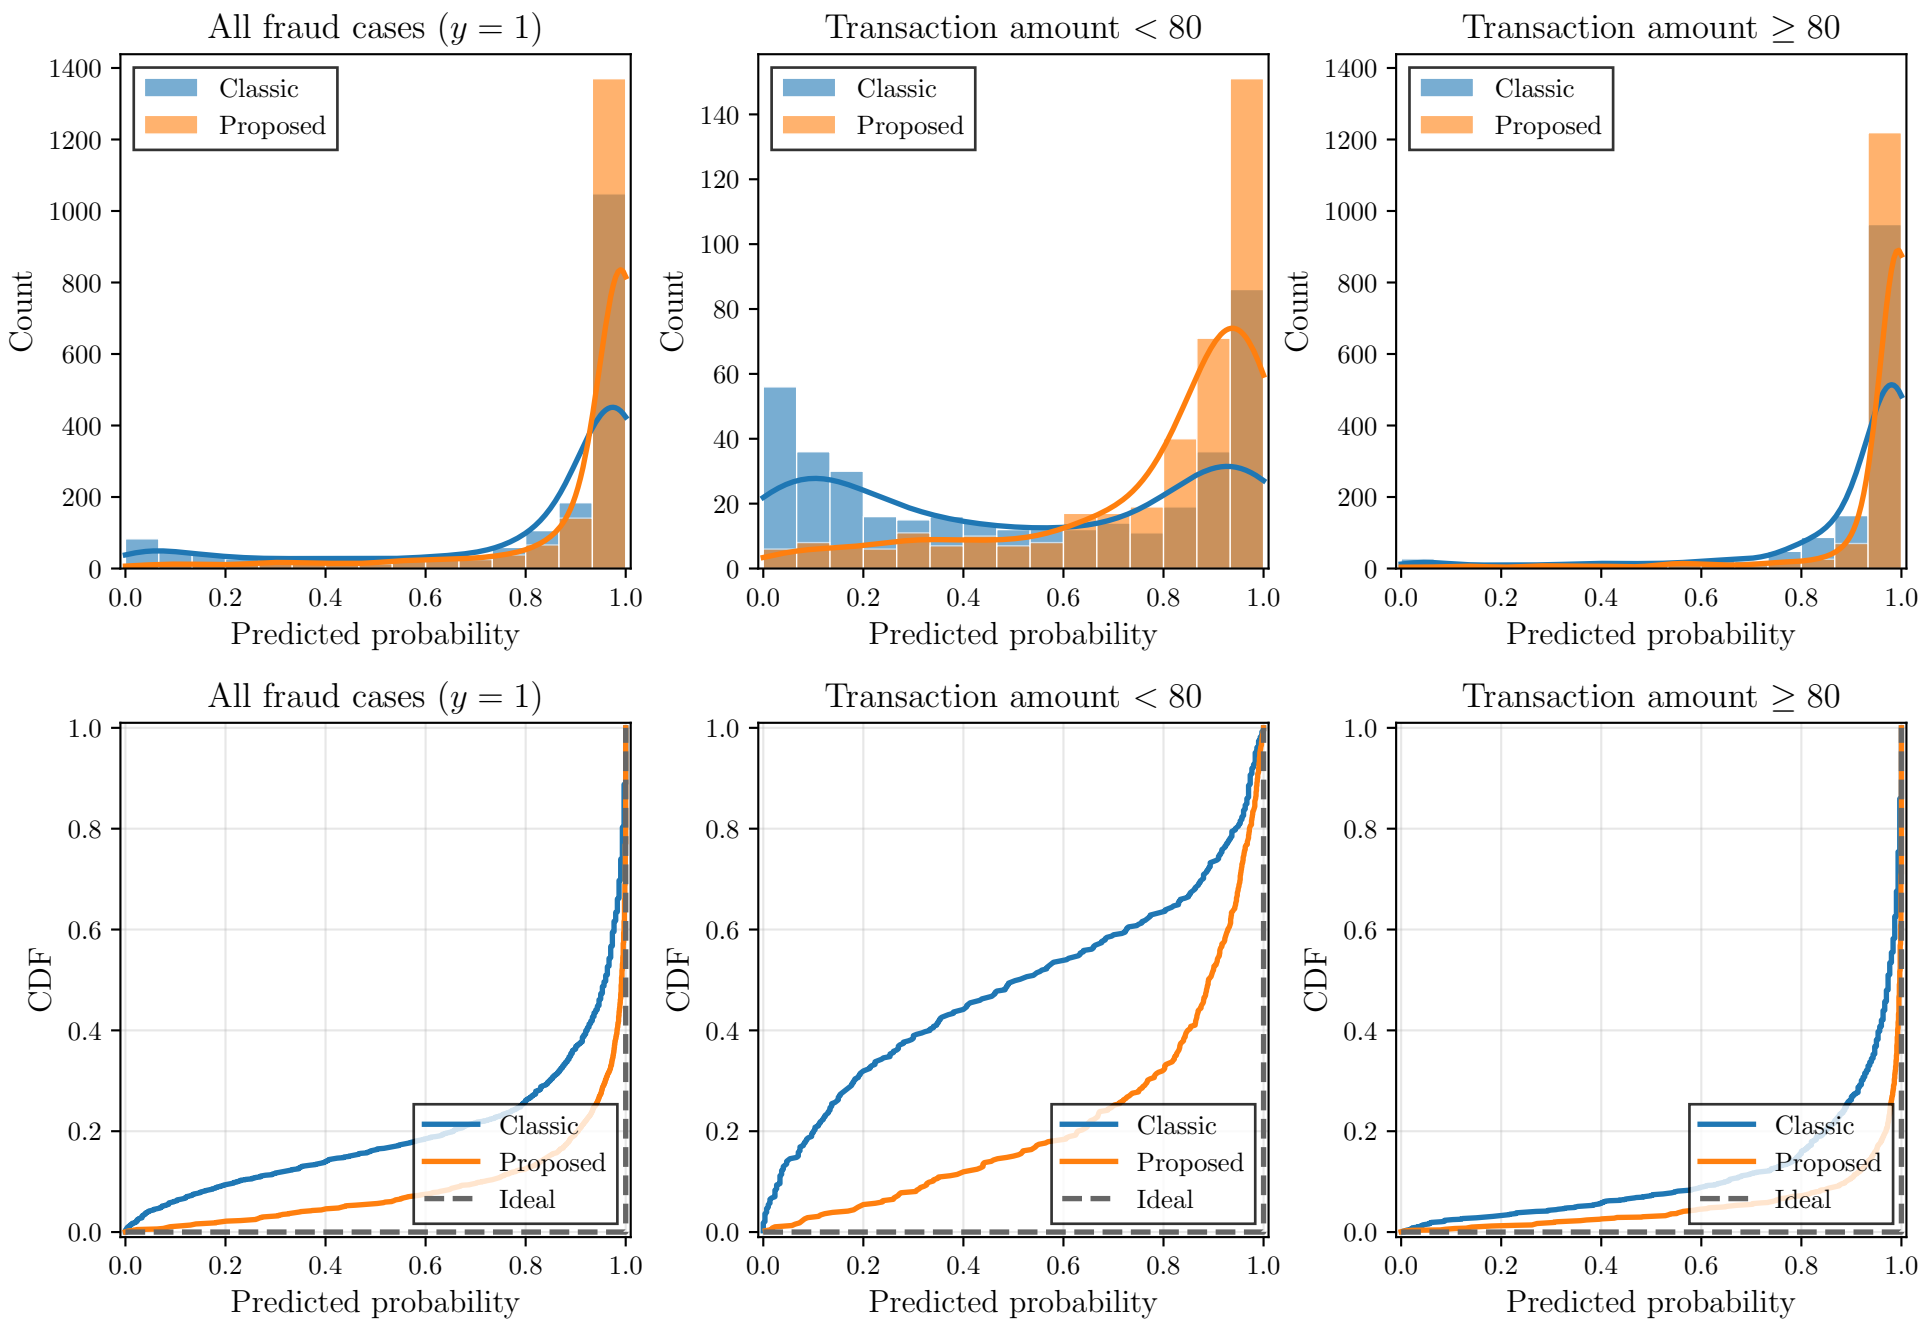 All fraud cases (y = 1)
1400
1200
1000
800
600
400
200
0
Count
Classic
Proposed
0.0 0.2 0.4 0.6 0.8 1.0
Predicted probability
Transaction amount < 80
140
120
100
80
60
40
20
0
Count
Classic
Proposed
0.0 0.2 0.4 0.6 0.8 1.0
Predicted probability
Transaction amount ≥ 80
1400
1200
1000
800
600
400
200
0
Count
Classic
Proposed
0.0 0.2 0.4 0.6 0.8 1.0
Predicted probability
All fraud cases (y = 1)
1.0
0.8
0.6
0.4
0.2
0.0
CDF
Classic
Proposed
Ideal
0.0 0.2 0.4 0.6 0.8 1.0
Predicted probability
Transaction amount < 80
1.0
0.8
0.6
0.4
0.2
0.0
CDF
Classic
Proposed
Ideal
0.0 0.2 0.4 0.6 0.8 1.0
Predicted probability
Transaction amount ≥ 80
1.0
0.8
0.6
0.4
0.2
0.0
CDF
Classic
Proposed
Ideal
0.0 0.2 0.4 0.6 0.8 1.0
Predicted probability